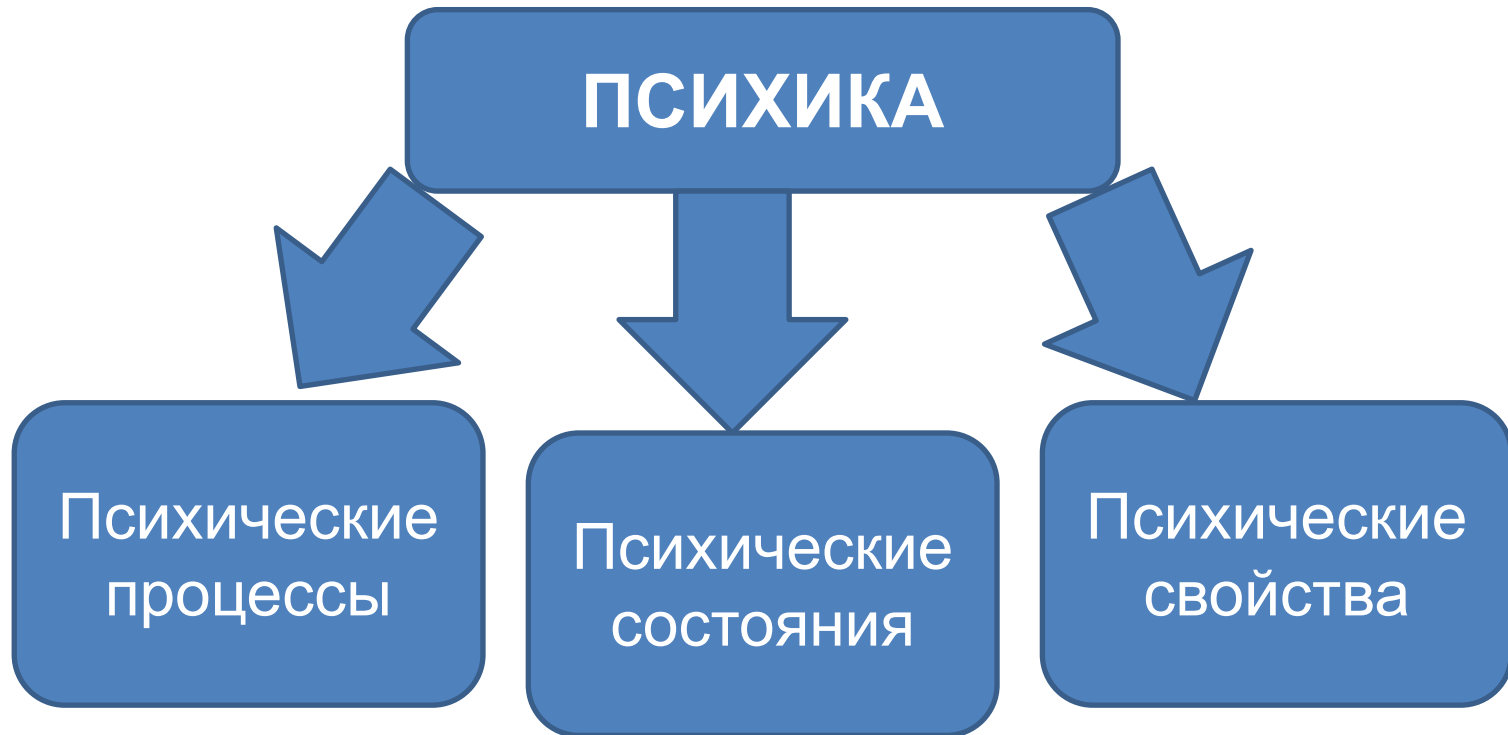 ПСИХИКА
Психические
процессы
Психические
состояния
Психические
свойства